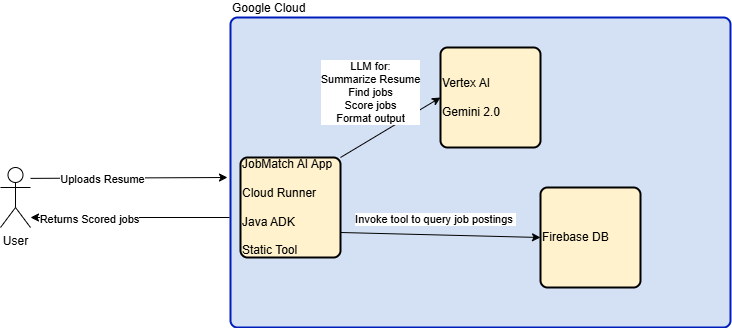 Google Cloud
LLM for:
Summarize Resume
Find jobs
Score jobs
Format output
Vertex AI
Gemini 2.0
JobMatch AI App
Cloud Runner
Java ADK
Static Tool
Uploads Resume
Returns Scored jobs
User
Invoke tool to query job postings
Firebase DB